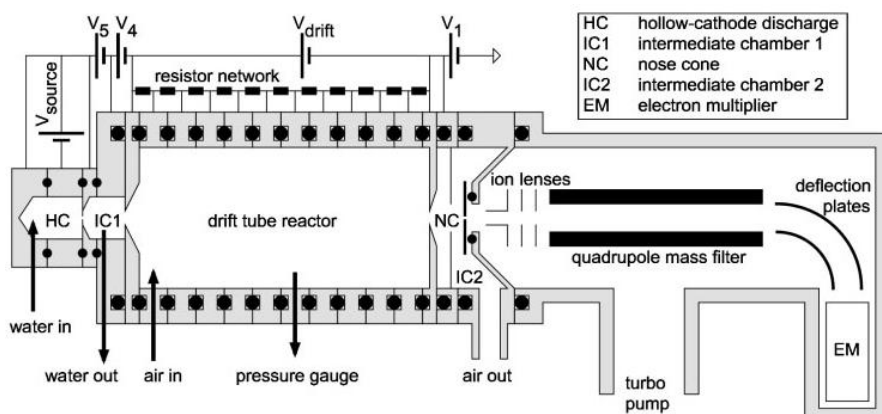 V5 V4 Vdrift V1
resistor network
Vsource
HC hollow-cathode discharge
IC1 intermediate chamber 1
NC nose cone
IC2 intermediate chamber 2
EM electron multiplier
HC IC1 drift tube reactor NC
ion lenses
deflection
plates
quadrupole mass filter
IC2
water in
water out air in pressure gauge air out
turbo
pump
EM